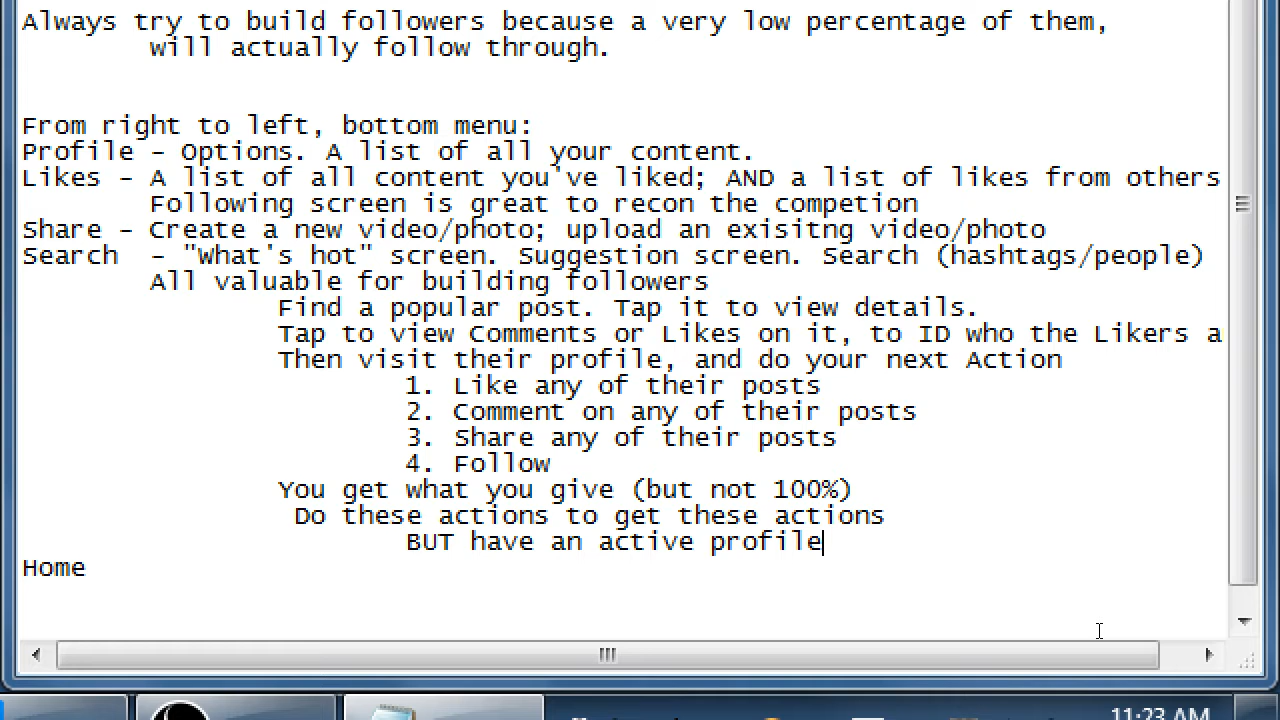 Always try to build followers because a very low percentage of them,
will actually follow through.
From right to left, bottom menu:
Profile - Options. A list of all your content.
Likes - A list of all content you've liked; AND a list of likes from others
Following screen is great to recon the competion
Share - Create a new video/photo; upload an exisitng video/photo
Search - "What's hot" screen. Suggestion screen. Search (hashtags/people)
All valuable for building followers
Find a popular post. Tap it to view details.
Tap to view Comments or Likes on it, to ID who the Likers a
Then visit their profile, and do your next Action
1. Like any of their posts
2. Comment on any of their posts
3. Share any of their posts
4. Follow
You get what you give (but not 100%)
Do these actions to get these actions
BUT have an active profile
Home
11:23 AM